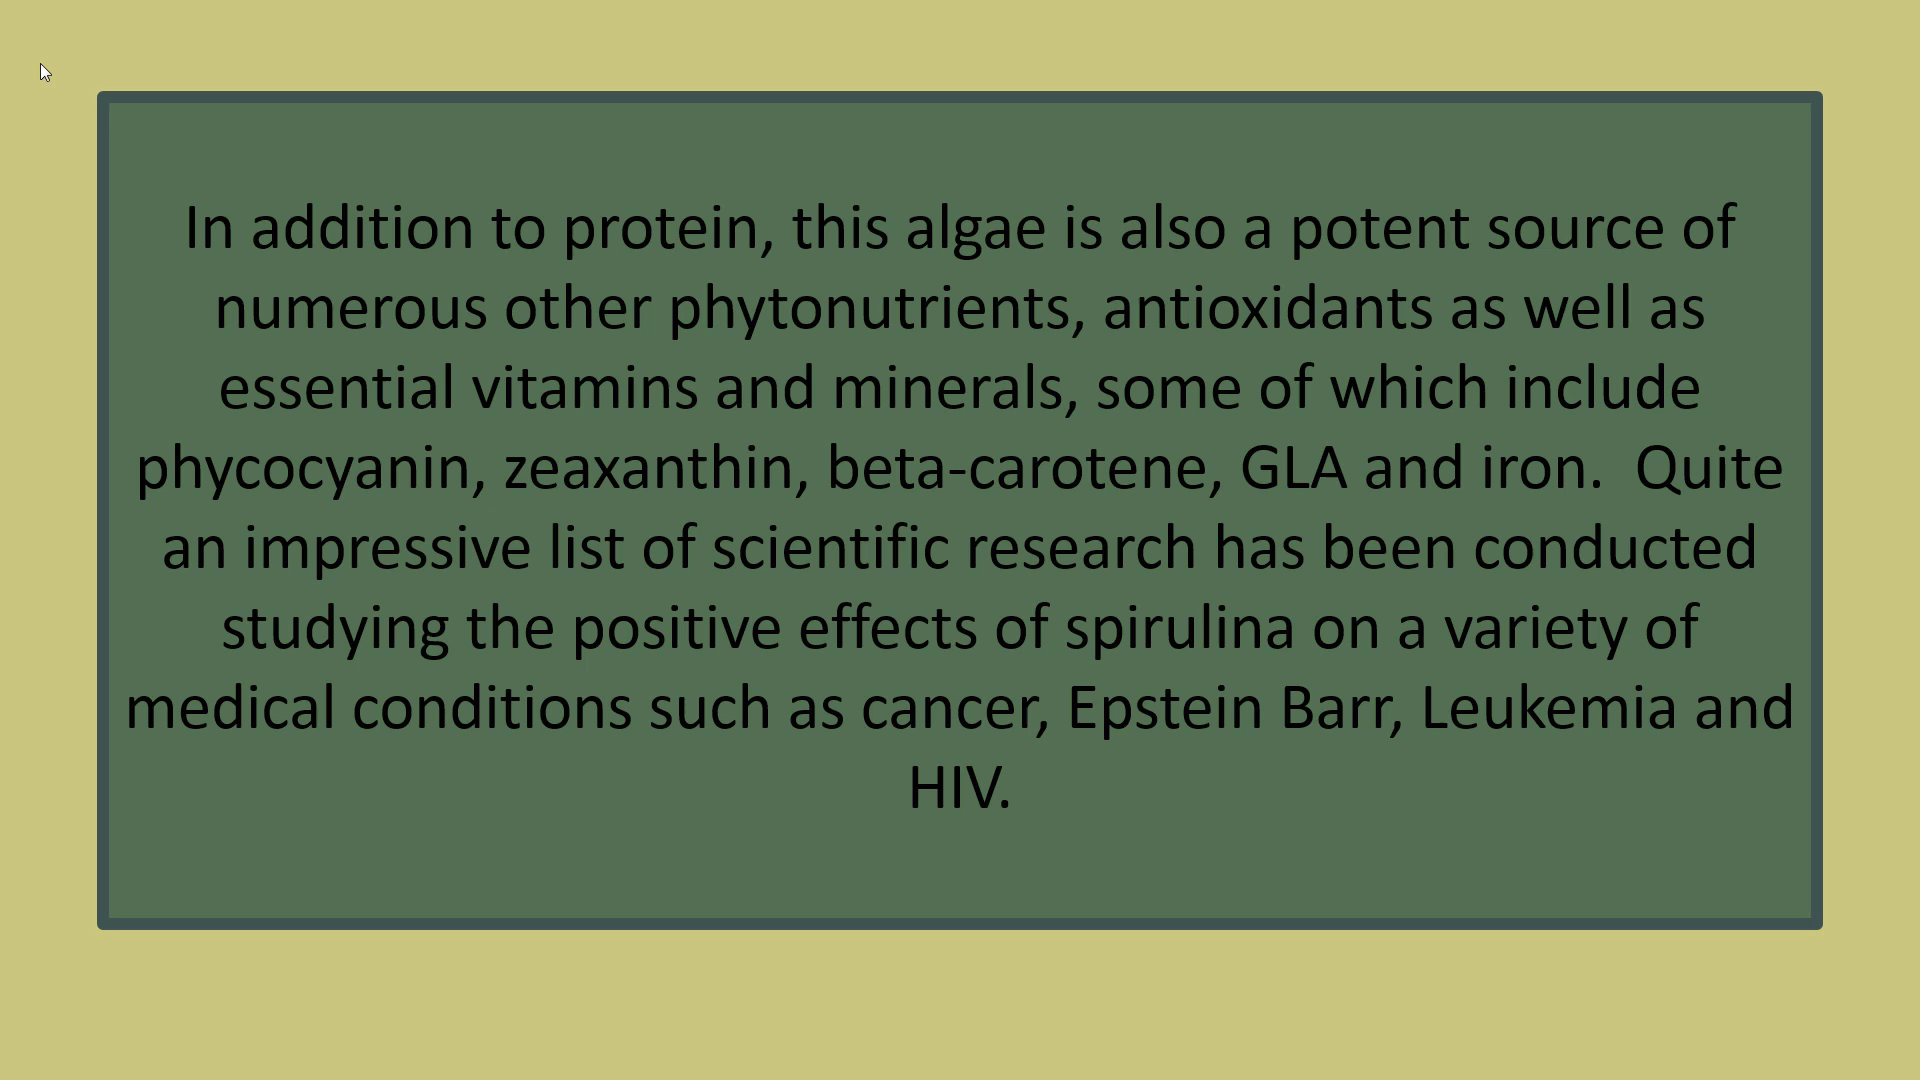 In addition to protein, this algae is also a potent source of
numerous other phytonutrients, antioxidants as well as
essential vitamins and minerals, some of which include
phycocyanin, zeaxanthin, beta-carotene, GLA and iron.  Quite
an impressive list of scientific research has been conducted
studying the positive effects of spirulina on a variety of
medical conditions such as cancer, Epstein Barr, Leukemia and
HIV.